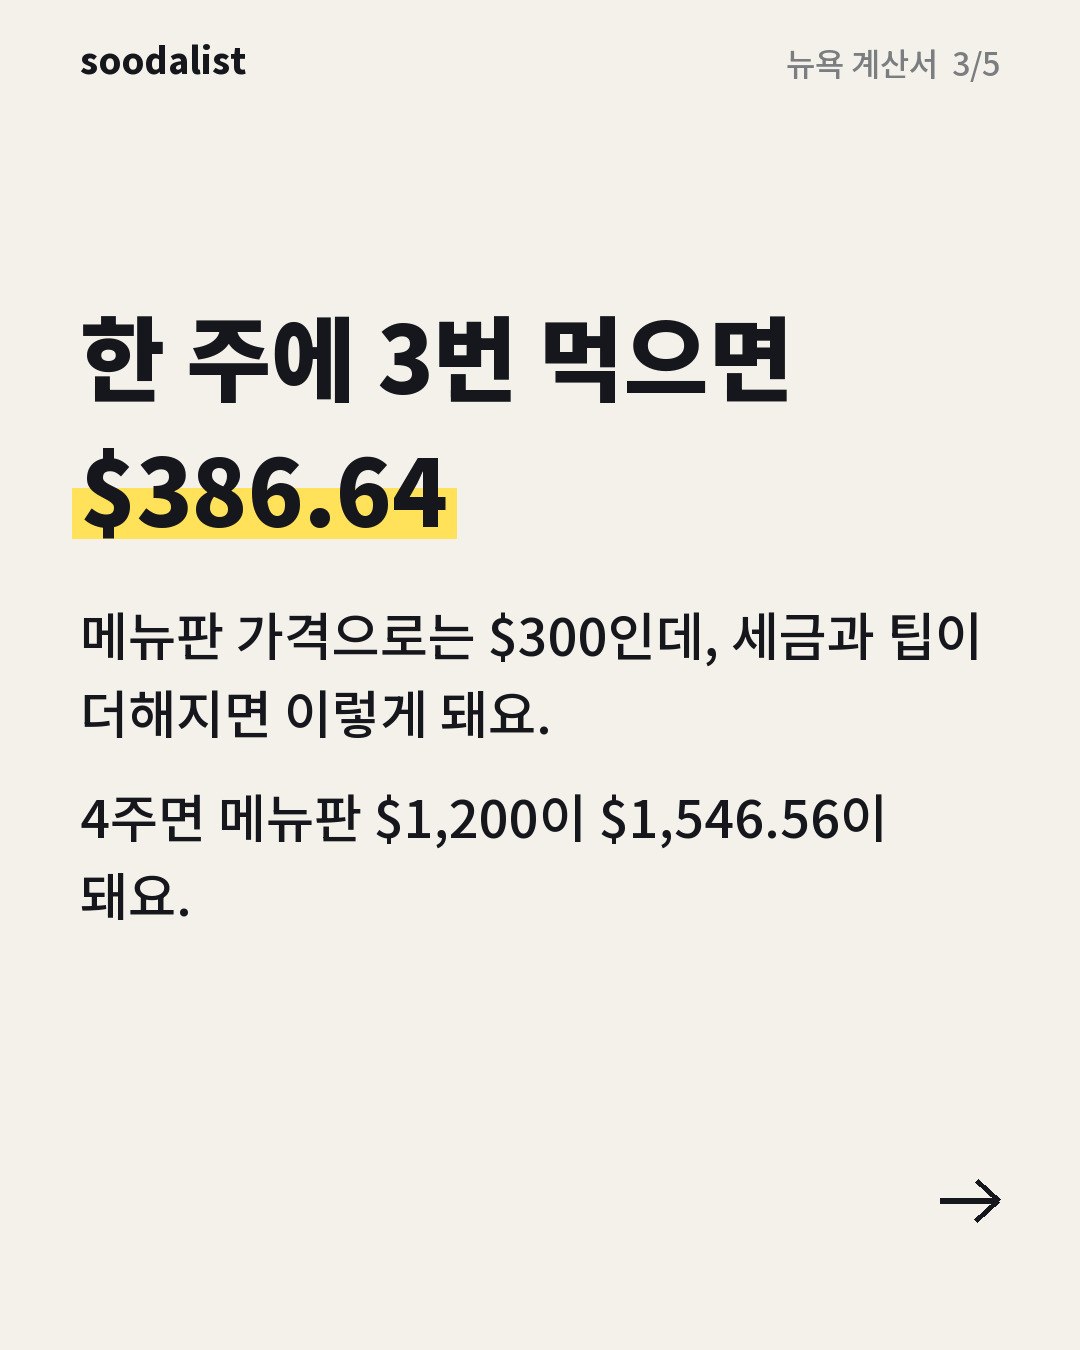 soodalist
뉴욕 계산서 3/5
한 주에 3번 먹으면
$386.64
메뉴판 가격으로는 $300인데, 세금과 팁이
더해지면 이렇게 돼요.
4주면 메뉴판 $1,200이 $1,546.56이
돼요.